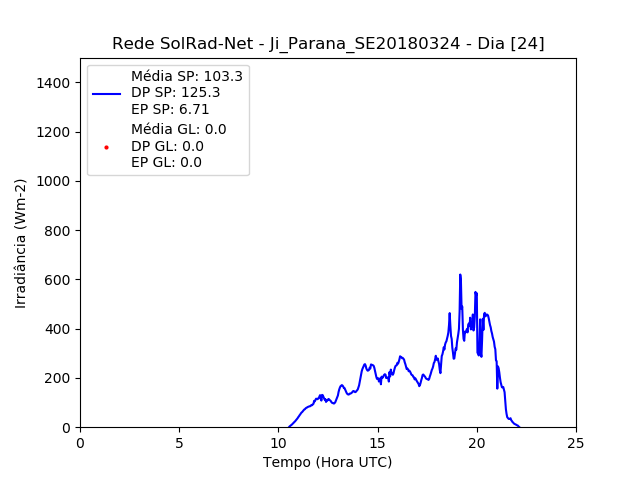 Rede SolRad-Net - Ji_Parana_SE20180324 - Dia [24]
Média SP: 103.3
DP SP: 125.3
EP SP: 6.71
Média GL: 0.0
DP GL: 0.0
EP GL: 0.0
1400
1200
1000
800
600
400
200
0
Irradiância (Wm-2)
0 5 10 15 20 25
Tempo (Hora UTC)